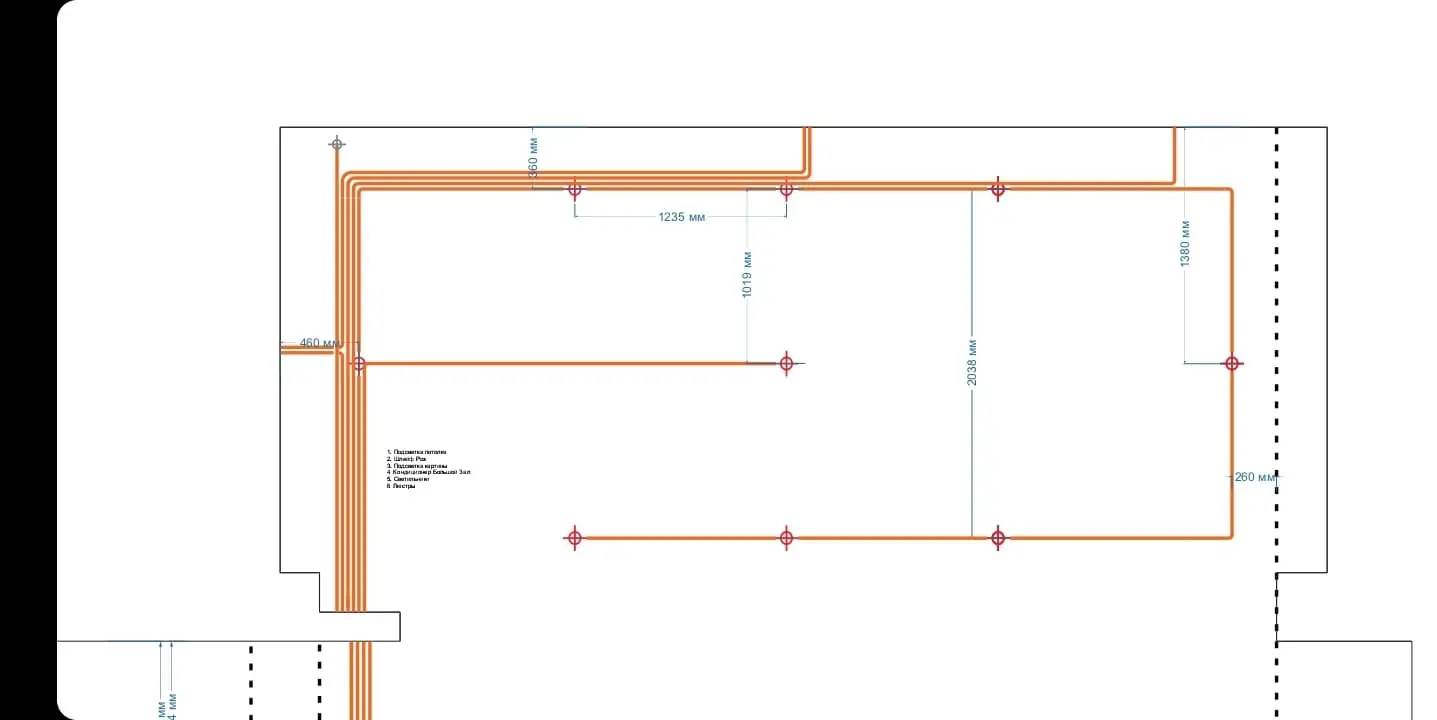 360 мм
1235 мм
1019 мм
1380 мм
460 мм
2038 мм
260 мм
1. Подсветка потолка
2. Шлейф Роз
3. Подсветка картины
4 Кондиционер Большой Зал
5. Светильники
6 Люстры
мм
4 мм